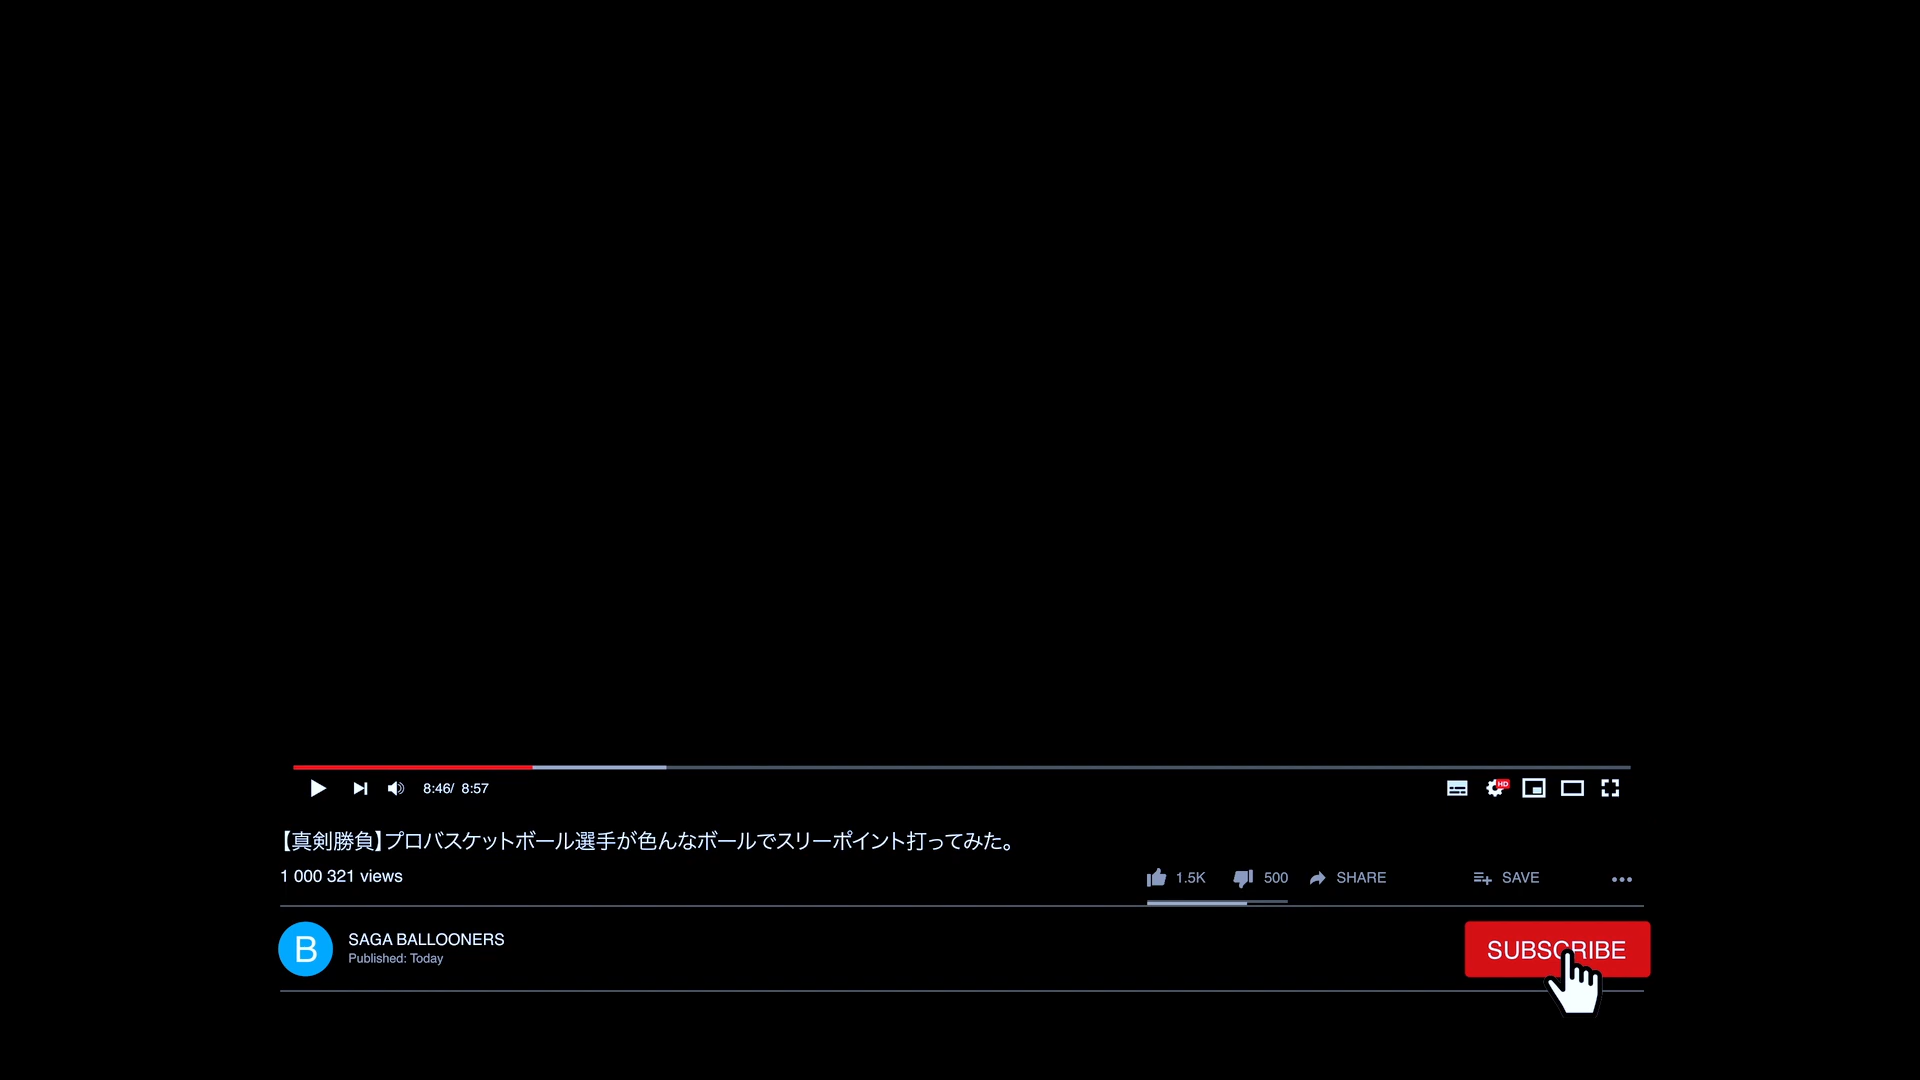 8:46/ 8:57
HD
【真剣勝負】プロバスケットボール選手が色んなボールでスリーポイント打ってみた。
1 000 321 views
1.5K 500 SHARE SAVE
B
SAGA BALLOONERS
Published: Today
SUBSCRIBE